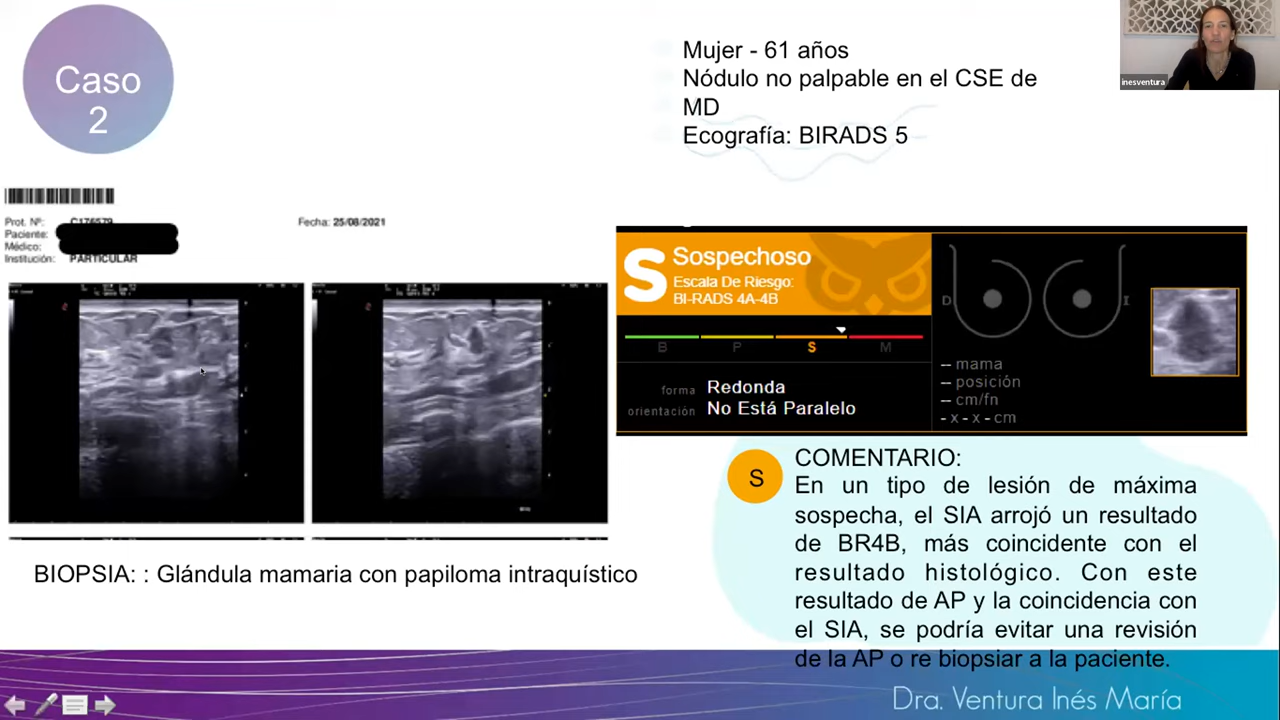 Caso
2
Mujer - 61 años
Nódulo no palpable en el CSE de
MD
Ecografía: BIRADS 5
inesventura
Prot. Nº: C176579
Fecha: 25/08/2021
Paciente:
Médico:
Institución: PARTICULAR
S Sospechoso
Escala De Riesgo:
BI-RADS 4A-4B
B P S M
forma Redonda
orientación No Está Paralelo
D I
-- mama
-- posición
-- cm/fn
- x - x - cm
BIOPSIA: : Glándula mamaria con papiloma intraquístico
S
COMENTARIO:
En un tipo de lesión de máxima
sospecha, el SIA arrojó un resultado
de BR4B, más coincidente con el
resultado histológico. Con este
resultado de AP y la coincidencia con
el SIA, se podría evitar una revisión
de la AP o re biopsiar a la paciente.
Dra. Ventura Inés María